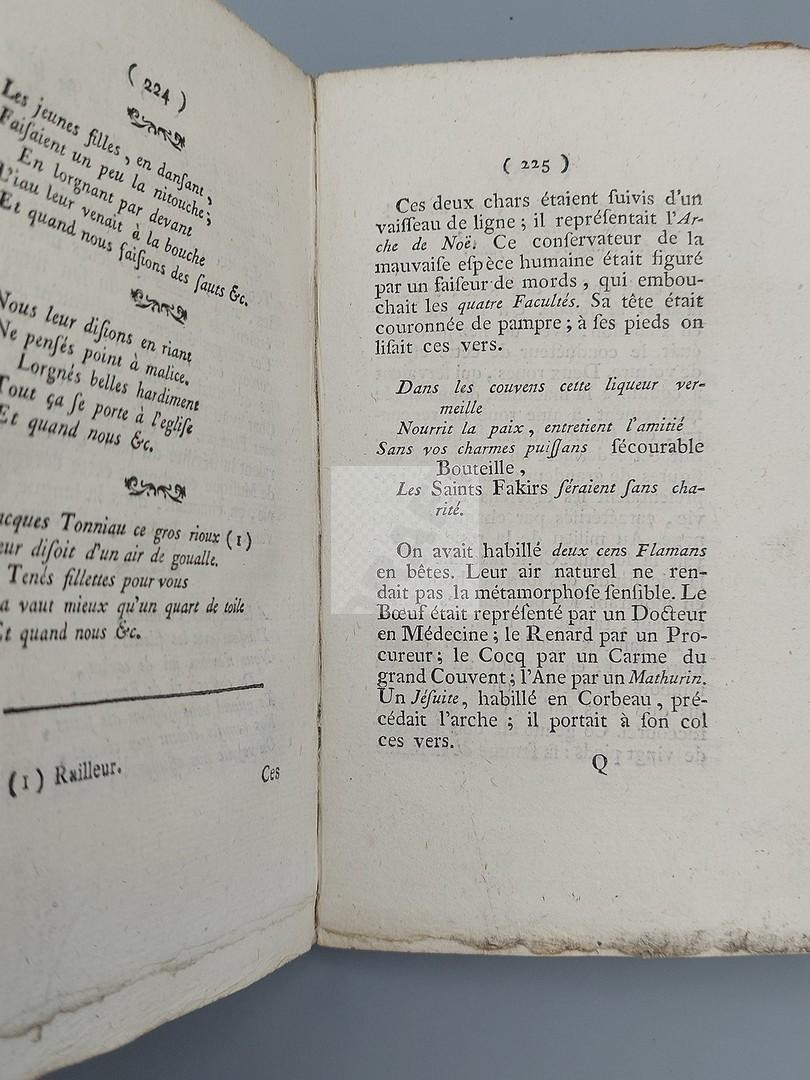 ( 224 )
Les jeunes filles, en danſant,
Faiſaient un peu la nitouche;
En lorgnant par devant
L'iau leur venait à la bouche
Et quand nous faiſions des ſauts &c.
Nous leur diſions en riant
Ne penſés point à malice.
Lorgnés belles hardiment
Tout ça ſe porte à l'egliſe
Et quand nous &c.
acques Tonniau ce gros rioux (1)
eur diſoit d'un air de goualle.
Tenés fillettes pour vous
a vaut mieux qu'un quart de toile
Et quand nous &c.
(1) Railleur.
Ces
( 225 )
Ces deux chars étaient ſuivis d'un
vaiſſeau de ligne ; il repréſentait l'Ar-
che de Noë. Ce conſervateur de la
mauvaiſe eſpèce humaine était figuré
par un faiſeur de mords , qui embou-
chait les quatre Facultés. Sa tête était
couronnée de pampre ; à ſes pieds on
liſait ces vers.
Dans les couvens cette liqueur ver-
meille
Nourrit la paix , entretient l'amitié
Sans vos charmes puiſſans ſécourable
Bouteille ,
Les Saints Fakirs ſéraient ſans cha-
rité.
On avait habillé deux cens Flamans
en bêtes. Leur air naturel ne ren-
dait pas la métamorphoſe ſenſible. Le
Bœuf était repréſenté par un Docteur
en Médecine ; le Renard par un Pro-
cureur ; le Cocq par un Carme du
grand Couvent ; l'Ane par un Mathurin.
Un Jéſuite, habillé en Corbeau , pré-
cédait l'arche ; il portait à ſon col
ces vers.
Q